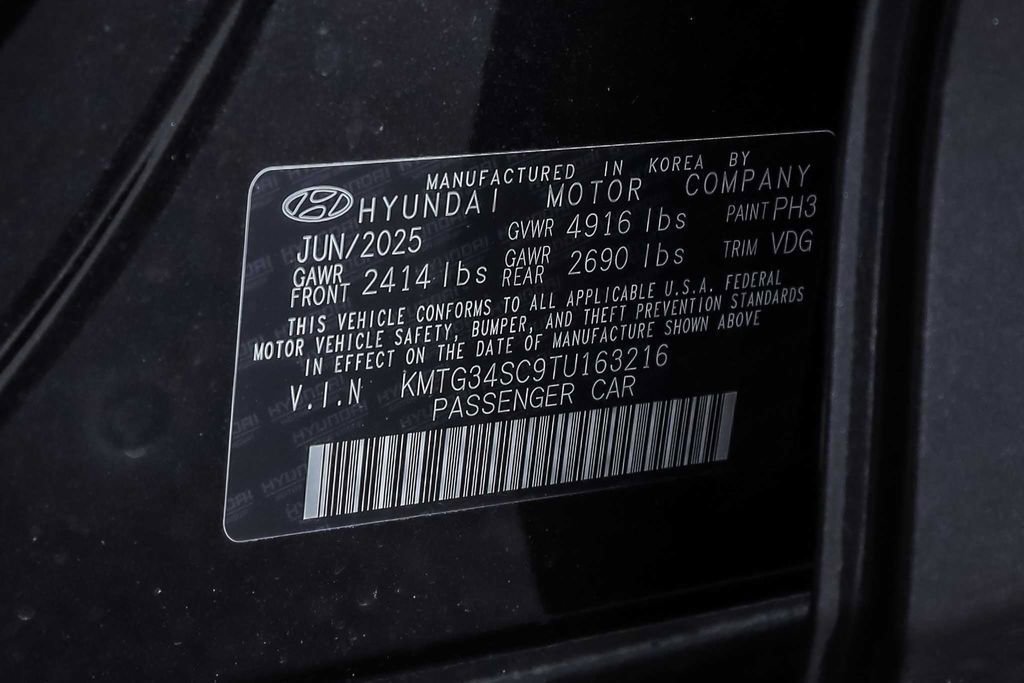 MANUFACTURED IN KOREA BY
HYUNDAI MOTOR COMPANY
JUN/2025 GVWR 4916 lbs PAINT PH3
GAWR FRONT 2414 lbs GAWR REAR 2690 lbs TRIM VDG
THIS VEHICLE CONFORMS TO ALL APPLICABLE U.S.A. FEDERAL
MOTOR VEHICLE SAFETY, BUMPER, AND THEFT PREVENTION STANDARDS
IN EFFECT ON THE DATE OF MANUFACTURE SHOWN ABOVE
V.I.N KMTG34SC9TU163216
PASSENGER CAR